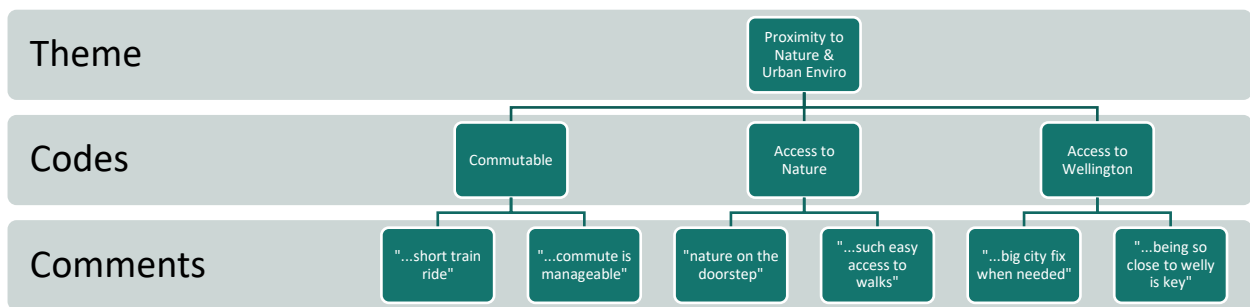 Theme
Proximity to
Nature &
Urban Enviro
Codes
Commutable
Access to
Nature
Access to
Wellington
Comments
"...short train
ride"
"...commute is
manageable"
"nature on the
doorstep"
"...such easy
access to
walks"
"...big city fix
when needed"
"...being so
close to welly
is key"